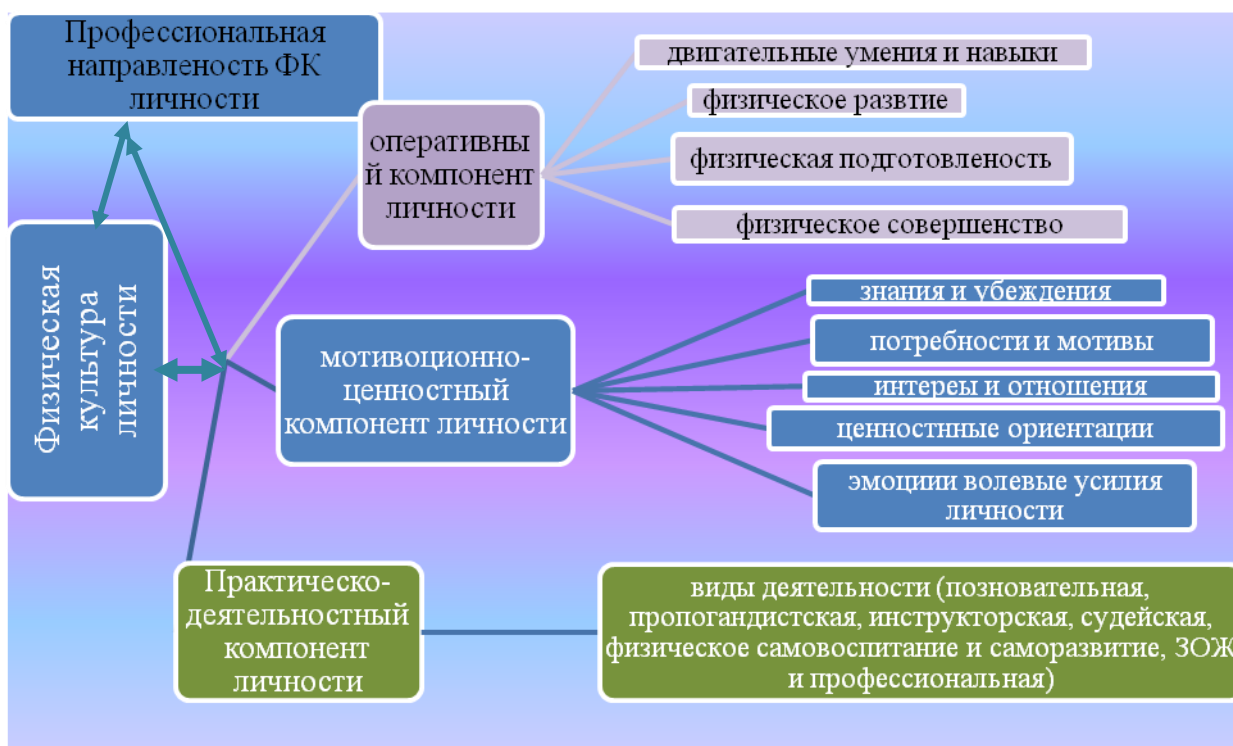 Профессиональная
направленость ФК
личности
Физическая
культура
личности
оперативны
й компонент
личности
двигательные умения и навыки
физическое развтие
физическая подготовленость
физическое совершенство
мотивоционно-
ценностный
компонент личности
знания и убеждения
потребности и мотивы
интереы и отношения
ценностнные ориентации
эмоциии волевые усилия
личности
Практическо-
деятельностный
компонент
личности
виды деятельности (позновательная,
пропогандистская, инструкторская, судейская,
физическое самовоспитание и саморазвитие, ЗОЖ
и профессиональная)